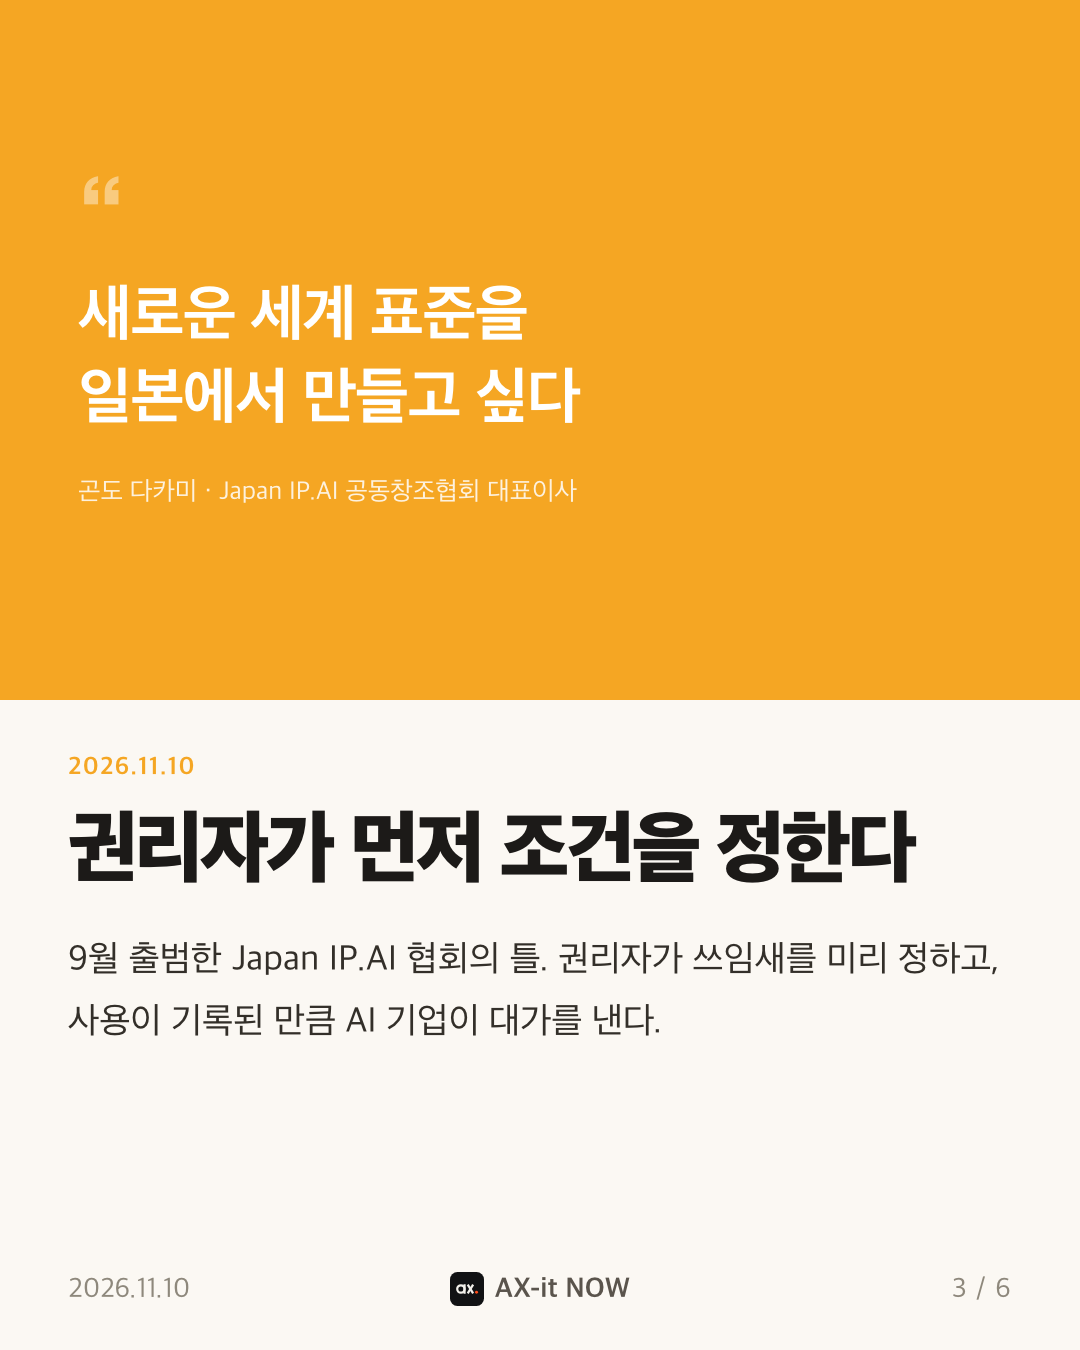 “
새로운 세계 표준을
일본에서 만들고 싶다
곤도 다카미 · Japan IP.AI 공동창조협회 대표이사
2026.11.10
권리자가 먼저 조건을 정한다
9월 출범한 Japan IP.AI 협회의 틀. 권리자가 쓰임새를 미리 정하고,
사용이 기록된 만큼 AI 기업이 대가를 낸다.
2026.11.10
ax. AX-it NOW
3 / 6